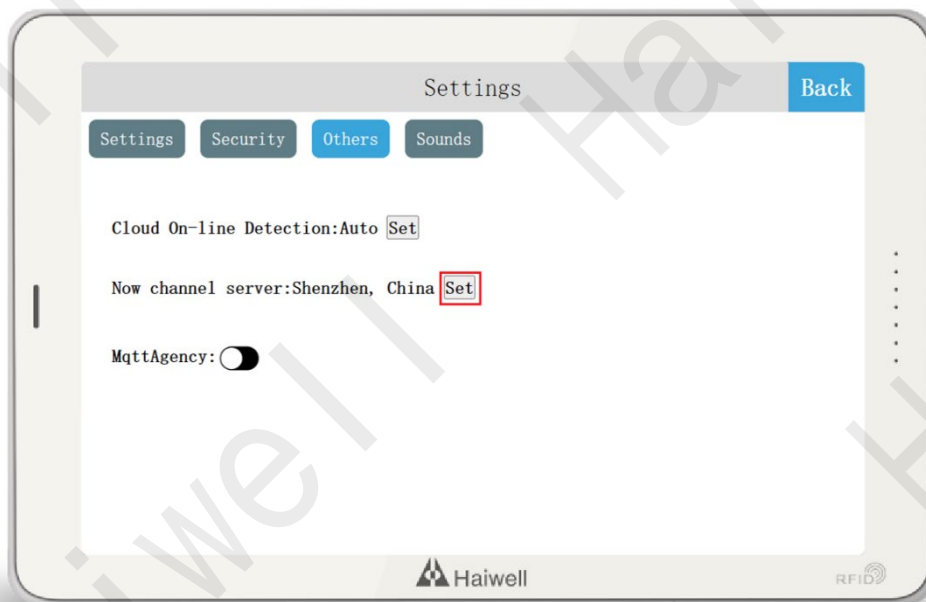 Settings
Back
Settings Security Others Sounds
Cloud On-line Detection:Auto Set
Now channel server:Shenzhen, China Set
MqttAgency:
Haiwell
RFID
Haiwell